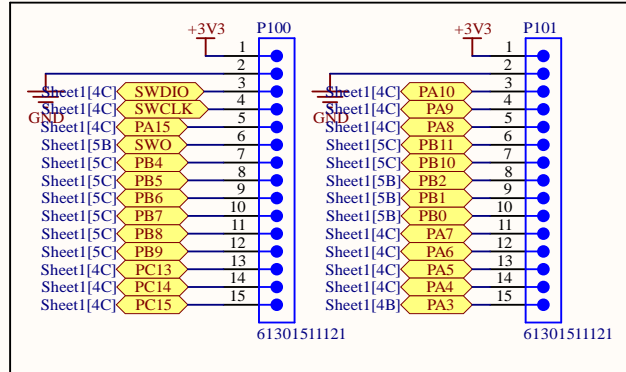 +3V3 P100 +3V3 P101
1 1
2 2
Sheet1[4C] SWDIO 3 Sheet1[4C] PA10 3
Sheet1[4C] SWCLK 4 Sheet1[4C] PA9 4
GND GND
Sheet1[4C] PA15 5 Sheet1[4C] PA8 5
Sheet1[5B] SWO 6 Sheet1[5C] PB11 6
Sheet1[5C] PB4 7 Sheet1[5C] PB10 7
Sheet1[5C] PB5 8 Sheet1[5B] PB2 8
Sheet1[5C] PB6 9 Sheet1[5B] PB1 9
Sheet1[5C] PB7 10 Sheet1[5B] PB0 10
Sheet1[5C] PB8 11 Sheet1[4C] PA7 11
Sheet1[5C] PB9 12 Sheet1[4C] PA6 12
Sheet1[4C] PC13 13 Sheet1[4C] PA5 13
Sheet1[4C] PC14 14 Sheet1[4C] PA4 14
Sheet1[4C] PC15 15 Sheet1[4B] PA3 15
61301511121 61301511121